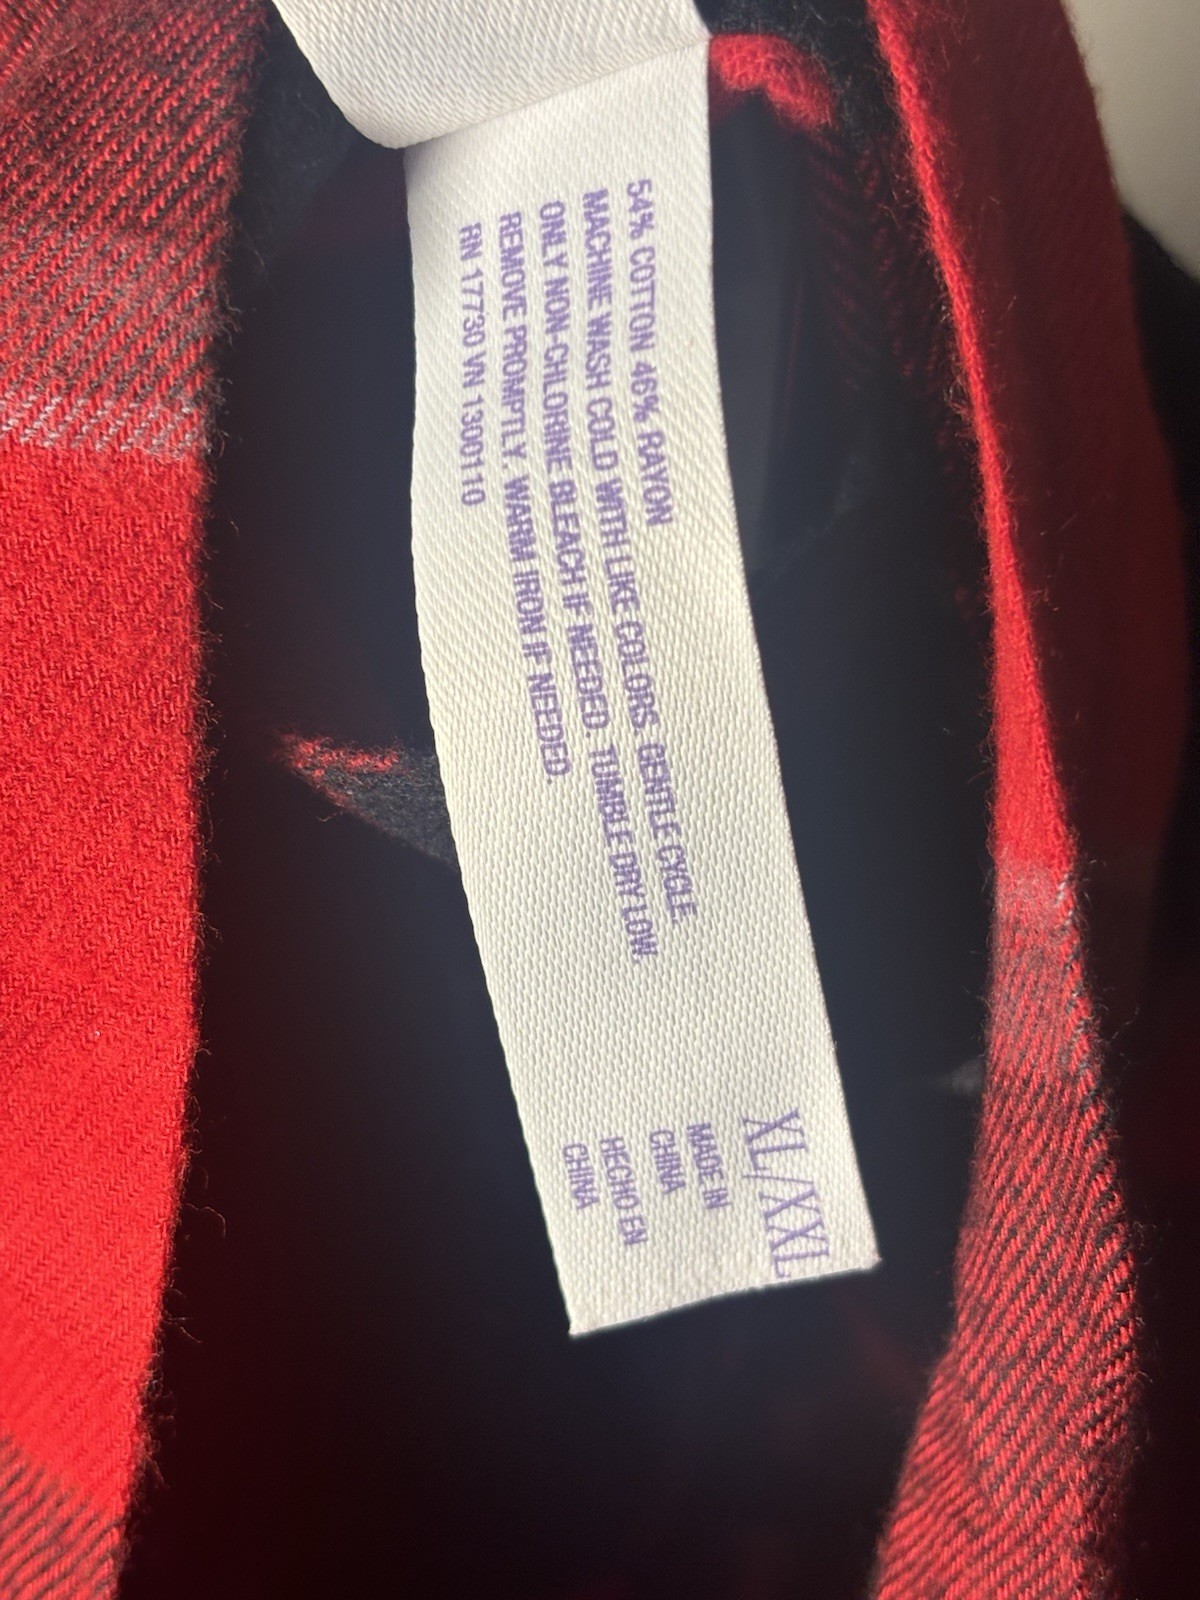 54% COTTON 46% RAYON
MACHINE WASH COLD WITH LIKE COLORS. GENTLE CYCLE.
ONLY NON-CHLORINE BLEACH IF NEEDED. TUMBLE DRY LOW.
REMOVE PROMPTLY. WARM IRON IF NEEDED.
RN 17730 VN 1300110
XL/XXL
MADE IN
CHINA
HECHO EN
CHINA